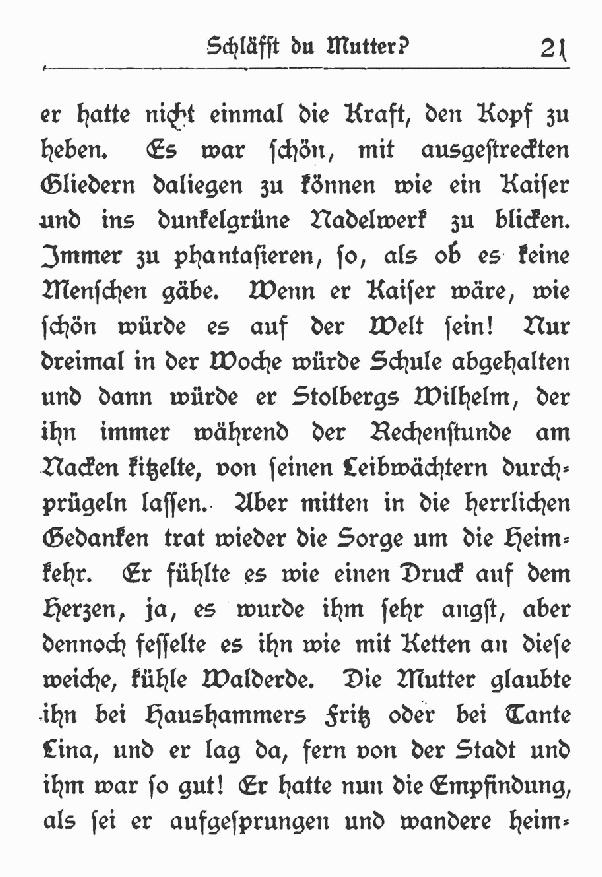 Schläfft du Mutter? 21
er hatte nicht einmal die Kraft, den Kopf zu
heben. Es war schön, mit ausgestreckten
Gliedern daliegen zu können wie ein Kaiser
und ins dunkelgrüne Nadelwerk zu blicken.
Immer zu phantasieren, so, als ob es keine
Menschen gäbe. Wenn er Kaiser wäre, wie
schön würde es auf der Welt sein! Nur
dreimal in der Woche würde Schule abgehalten
und dann würde er Stolbergs Wilhelm, der
ihn immer während der Rechenstunde am
Nacken kitzelte, von seinen Leibwächtern durch-
prügeln lassen. Aber mitten in die herrlichen
Gedanken trat wieder die Sorge um die Heim-
kehr. Er fühlte es wie einen Druck auf dem
Herzen, ja, es wurde ihm sehr angst, aber
dennoch fesselte es ihn wie mit Ketten an diese
weiche, kühle Walderde. Die Mutter glaubte
ihn bei Haushammers Fritz oder bei Tante
Lina, und er lag da, fern von der Stadt und
ihm war so gut! Er hatte nun die Empfindung,
als sei er aufgesprungen und wandere heim-